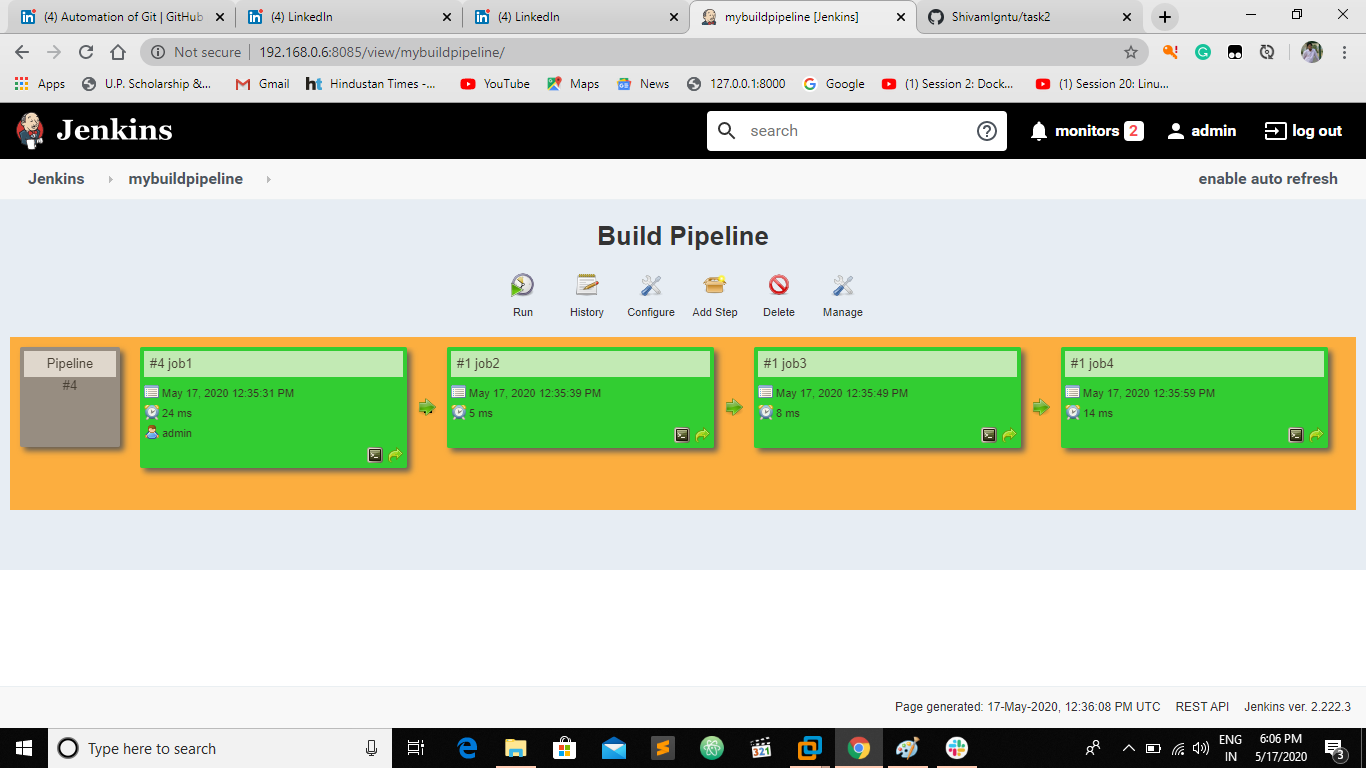 (4) Automation of Git | GitHub
(4) LinkedIn
(4) LinkedIn
mybuildpipeline [Jenkins]
ShivamIgntu/task2
Not secure | 192.168.0.6:8085/view/mybuildpipeline/
Apps
U.P. Scholarship &...
Gmail
Hindustan Times -...
YouTube
Maps
News
127.0.0.1:8000
Google
(1) Session 2: Dock...
(1) Session 20: Linu...
Jenkins
search
monitors 2
admin
log out
Jenkins
mybuildpipeline
enable auto refresh
Build Pipeline
Run
History
Configure
Add Step
Delete
Manage
Pipeline
#4
#4 job1
May 17, 2020 12:35:31 PM
24 ms
admin
#1 job2
May 17, 2020 12:35:39 PM
5 ms
#1 job3
May 17, 2020 12:35:49 PM
8 ms
#1 job4
May 17, 2020 12:35:59 PM
14 ms
Page generated: 17-May-2020, 12:36:08 PM UTC
REST API
Jenkins ver. 2.222.3
Type here to search
321
ENG
IN
6:06 PM
5/17/2020
3